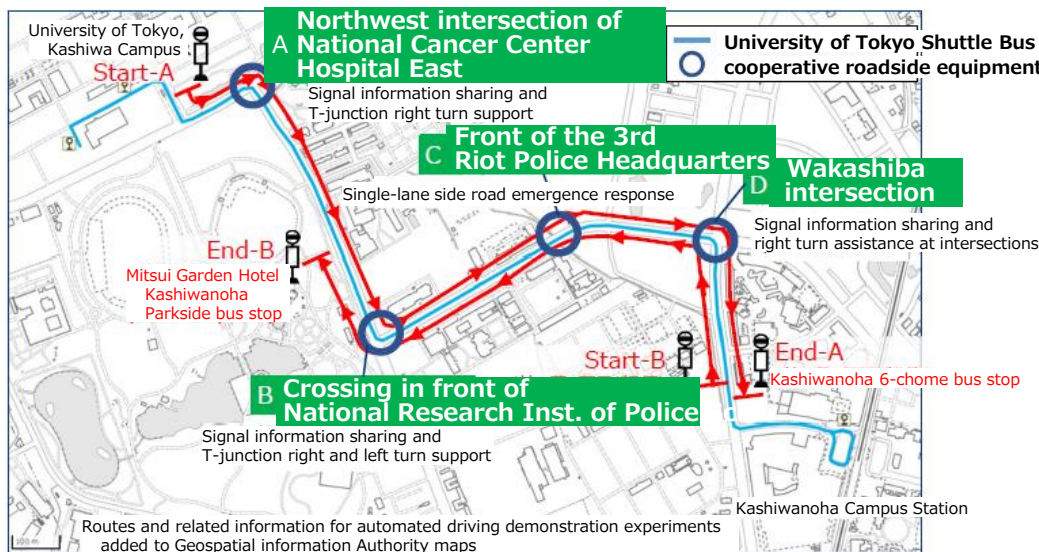 University of Tokyo,
Kashiwa Campus
Start-A
A
Northwest intersection of
National Cancer Center
Hospital East
Signal information sharing and
T-junction right turn support
University of Tokyo Shuttle Bus
cooperative roadside equipment
C
Front of the 3rd
Riot Police Headquarters
Single-lane side road emergence response
D
Wakashiba
intersection
Signal information sharing and
right turn assistance at intersections
End-B
Mitsui Garden Hotel
Kashiwanoha
Parkside bus stop
Start-B
End-A
Kashiwanoha 6-chome bus stop
B
Crossing in front of
National Research Inst. of Police
Signal information sharing and
T-junction right and left turn support
Kashiwanoha Campus Station
Routes and related information for automated driving demonstration experiments
added to Geospatial information Authority maps